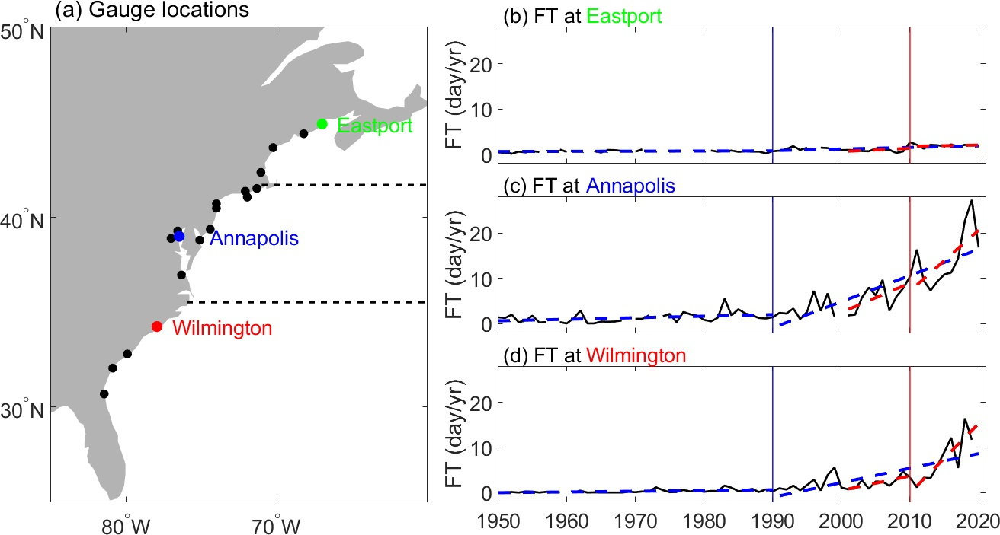 (a) Gauge locations
50°N
40°N
30°N
80°W
70°W
Eastport
Annapolis
Wilmington
(b) FT at Eastport
FT (day/yr)
20
10
0
(c) FT at Annapolis
FT (day/yr)
20
10
0
(d) FT at Wilmington
FT (day/yr)
20
10
0
1950 1960 1970 1980 1990 2000 2010 2020